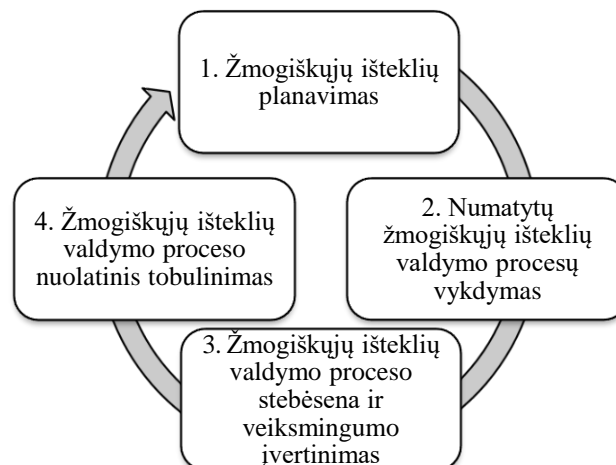 1. Žmogiškųjų išteklių
planavimas
2. Numatytų
žmogiškųjų išteklių
valdymo procesų
vykdymas
3. Žmogiškųjų išteklių
valdymo proceso
stebėsena ir
veiksmingumo
įvertinimas
4. Žmogiškųjų išteklių
valdymo proceso
nuolatinis tobulinimas